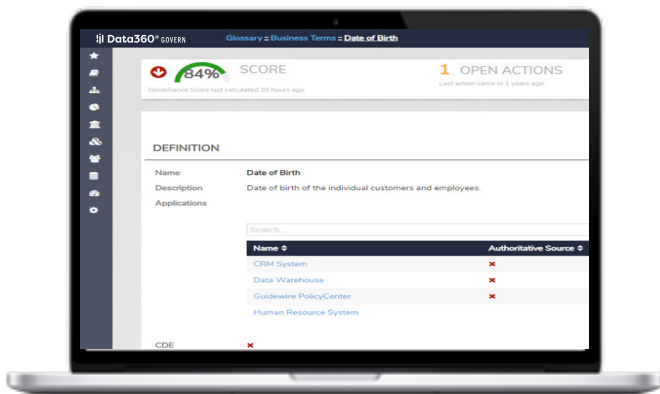 Data360® GOVERN
Glossary :: Business Terms :: Date of Birth
84% SCORE
Governance Score last calculated 20 hours ago.
1 OPEN ACTIONS
Last action came in 1 years ago.
DEFINITION
Name Date of Birth
Description Date of birth of the individual customers and employees.
Applications
Search...
Name Authoritative Source
CRM System
Data Warehouse
Guidewire PolicyCenter
Human Resource System
CDE